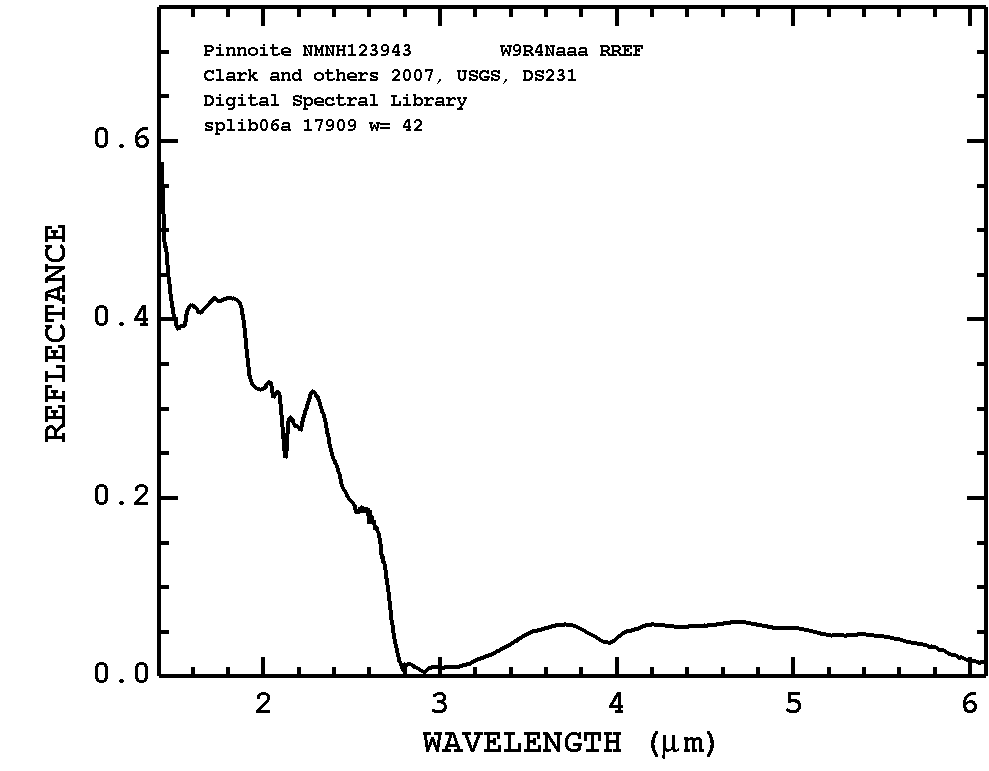 Pinnoite NMNH123943 W9R4Naaa RREF
Clark and others 2007, USGS, DS231
Digital Spectral Library
splib06a 17909 w= 42
REFLECTANCE
0.6
0.4
0.2
0.0
2 3 4 5 6
WAVELENGTH (µm)